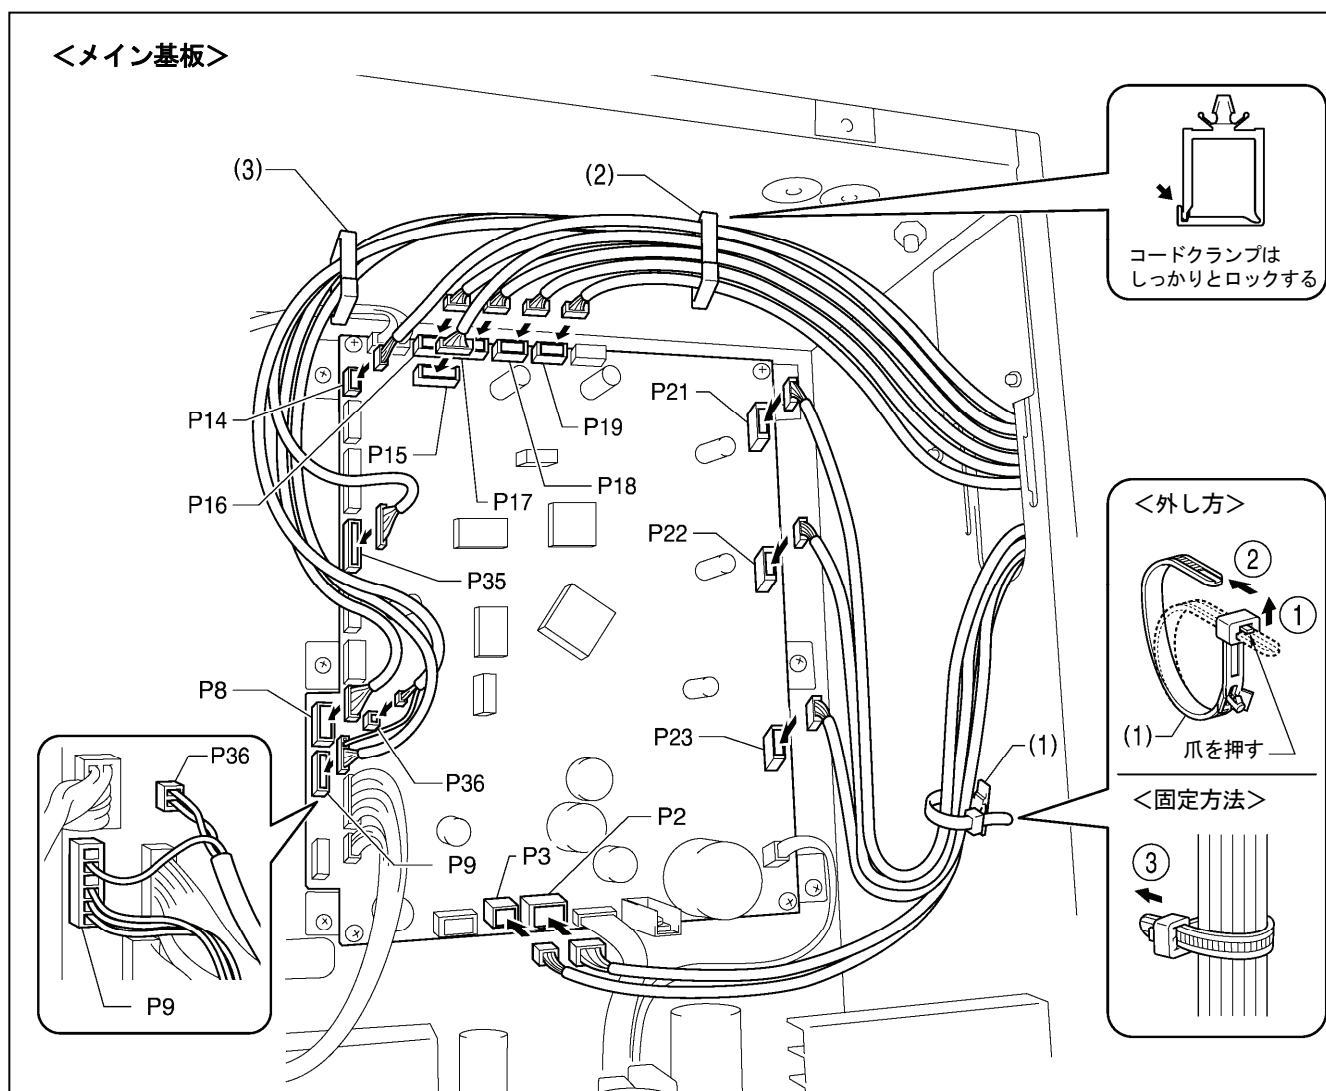 ＜メイン基板＞
(3)
(2)
コードクランプは
しっかりとロックする
P14
P15
P16
P17
P18
P19
P21
P22
P35
P8
P23
P36
P9
P2
P3
(1)
P36
P9
＜外し方＞
②
①
(1)
爪を押す
＜固定方法＞
③